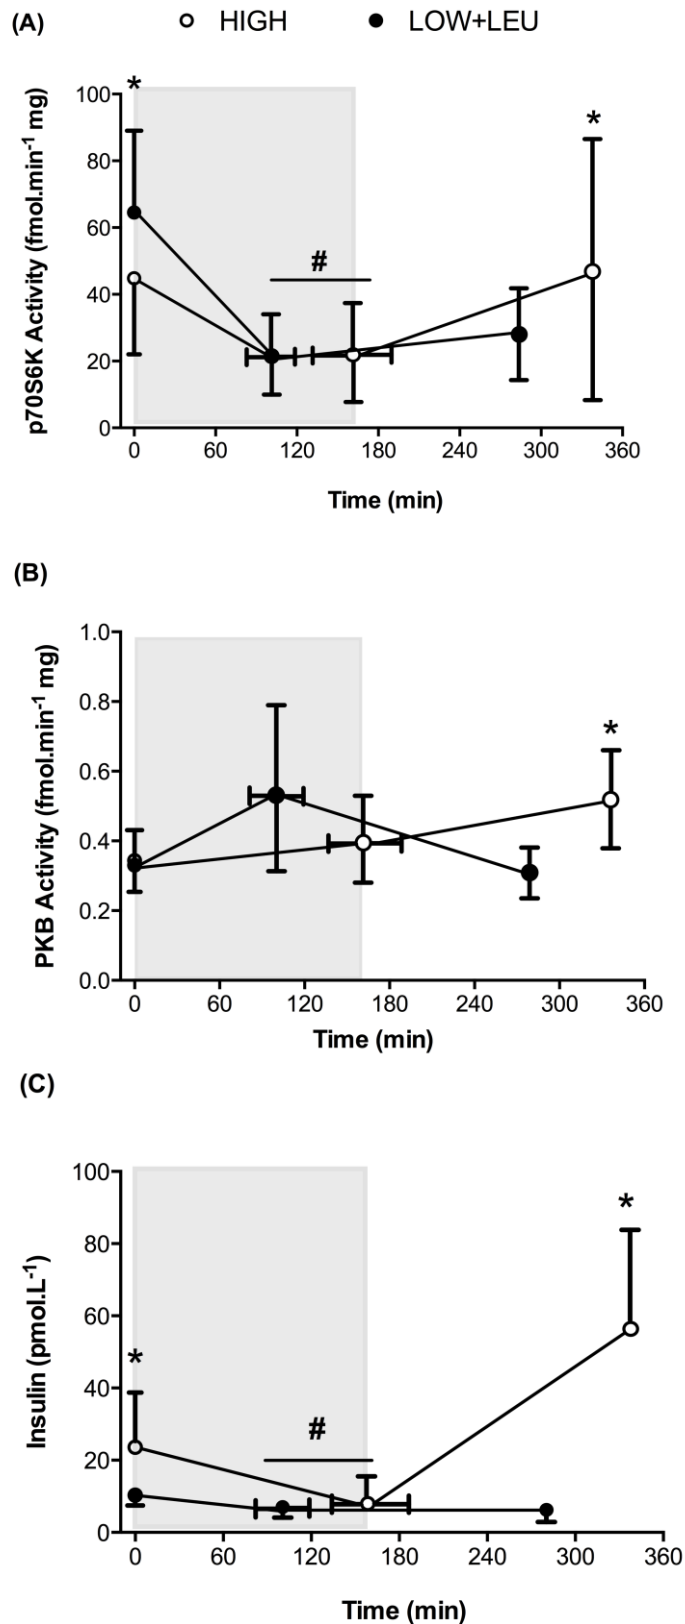 (A)
HIGH LOW+LEU
*
100
80
60
40
20
0
#
*
0 60 120 180 240 300 360
p70S6K Activity (fmol.min-1 mg)
Time (min)
(B)
1.0
0.8
0.6
0.4
0.2
0.0
*
0 60 120 180 240 300 360
PKB Activity (fmol.min-1 mg)
Time (min)
(C)
100
80
60
40
20
0
*
#
*
0 60 120 180 240 300 360
Insulin (pmol.L-1)
Time (min)